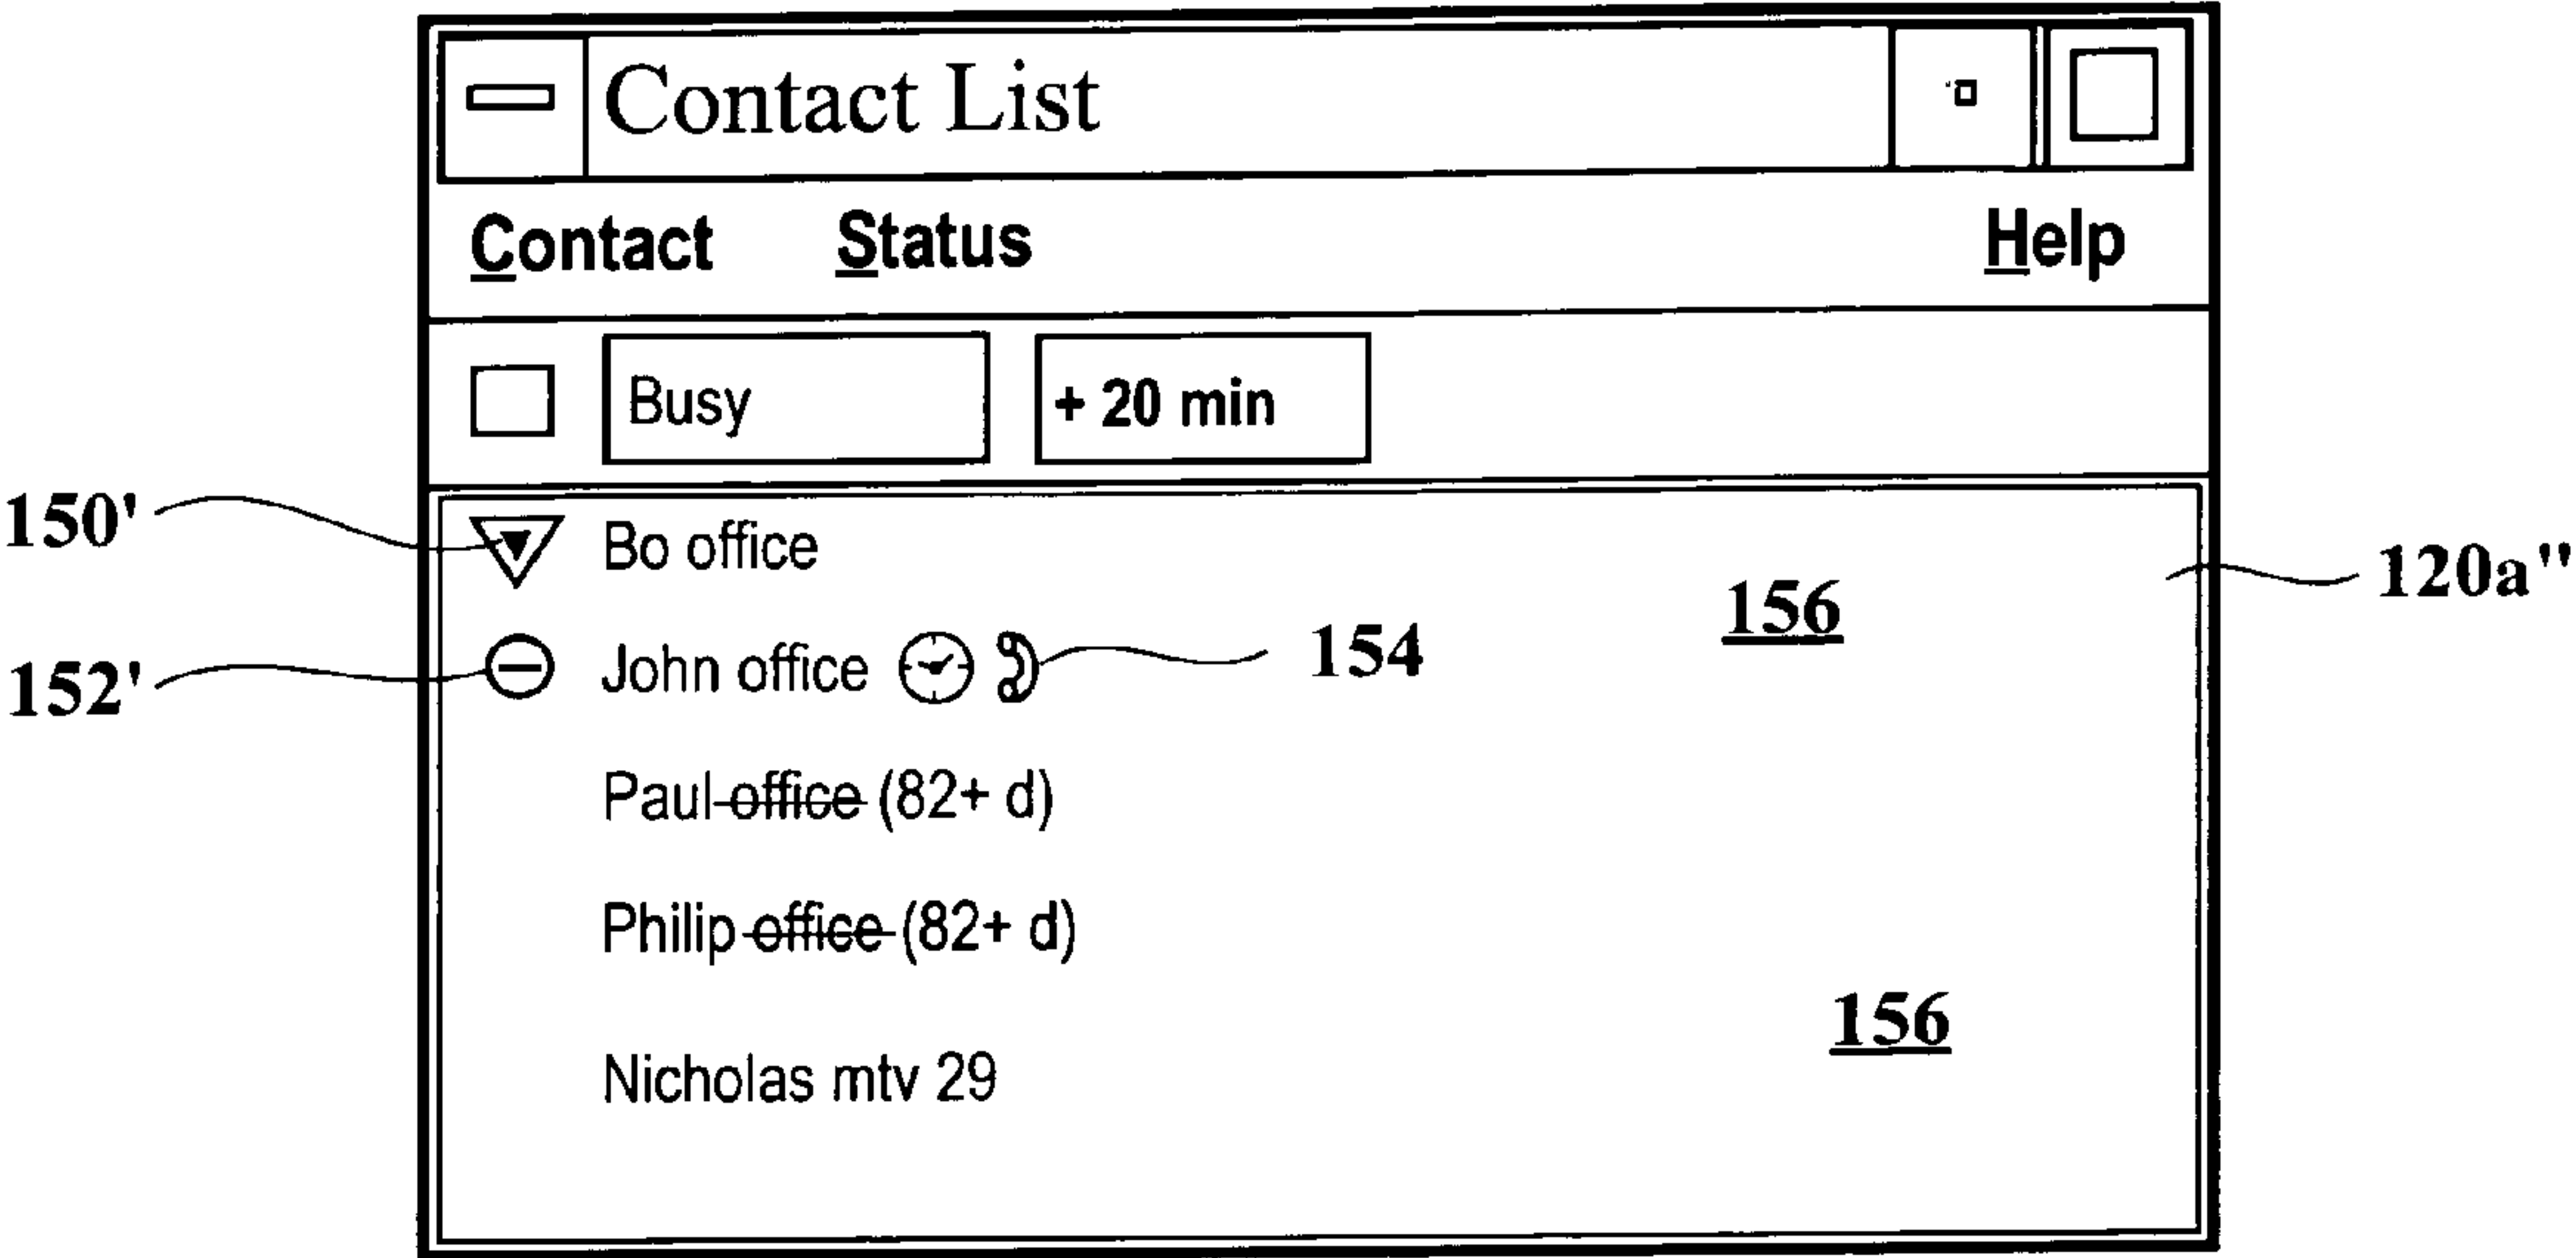 Contact List
Contact Status Help
Busy + 20 min
150' Bo office 120a"
156
152' John office 154
Paul office (82+ d)
Philip office (82+ d)
156
Nicholas mtv 29